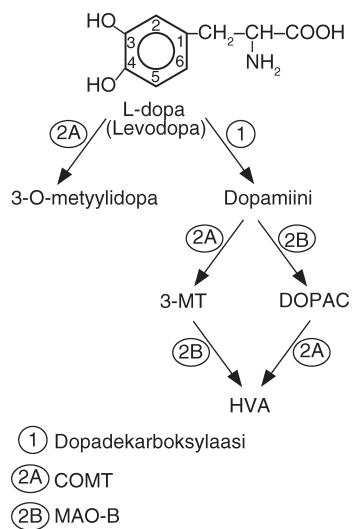 HO 3 2 1 CH2–CH–COOH
HO 4 5 6 NH2
L-dopa
(Levodopa)
2A 1
3-O-metyylidopa Dopamiini
2A 2B
3-MT DOPAC
2B 2A
HVA
1 Dopadekarboksylaasi
2A COMT
2B MAO-B